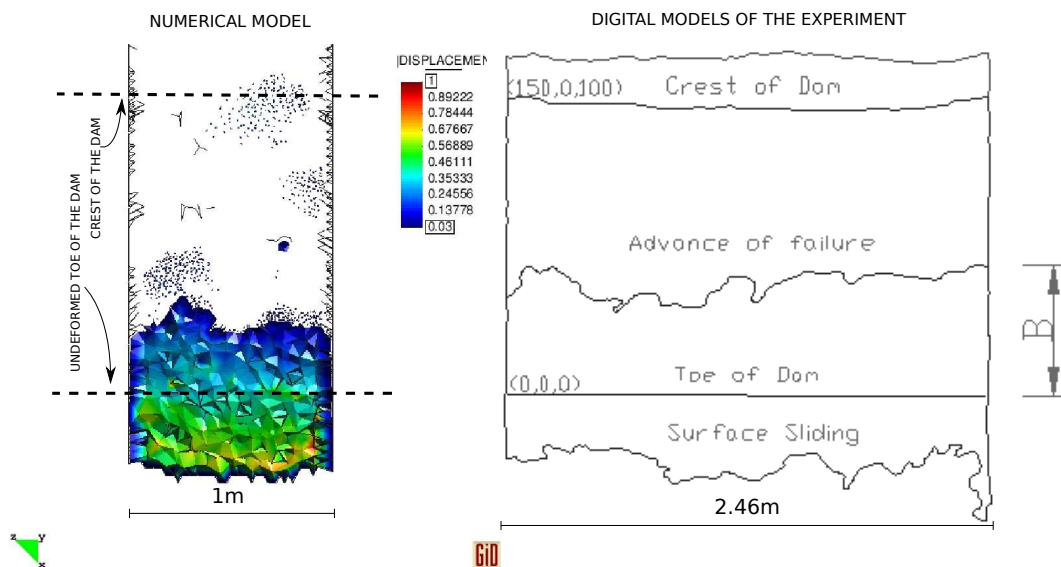 NUMERICAL MODEL
DIGITAL MODELS OF THE EXPERIMENT
|DISPLACEMEN
1
0.89222
0.78444
0.67667
0.56889
0.46111
0.35333
0.24556
0.13778
0.03
UNDEFORMED TOE OF THE DAM
CREST OF THE DAM
(150,0,100) Crest of Dam
Advance of failure
B
(0,0,0) Toe of Dam
Surface Sliding
1m
2.46m
z y
x
GiD